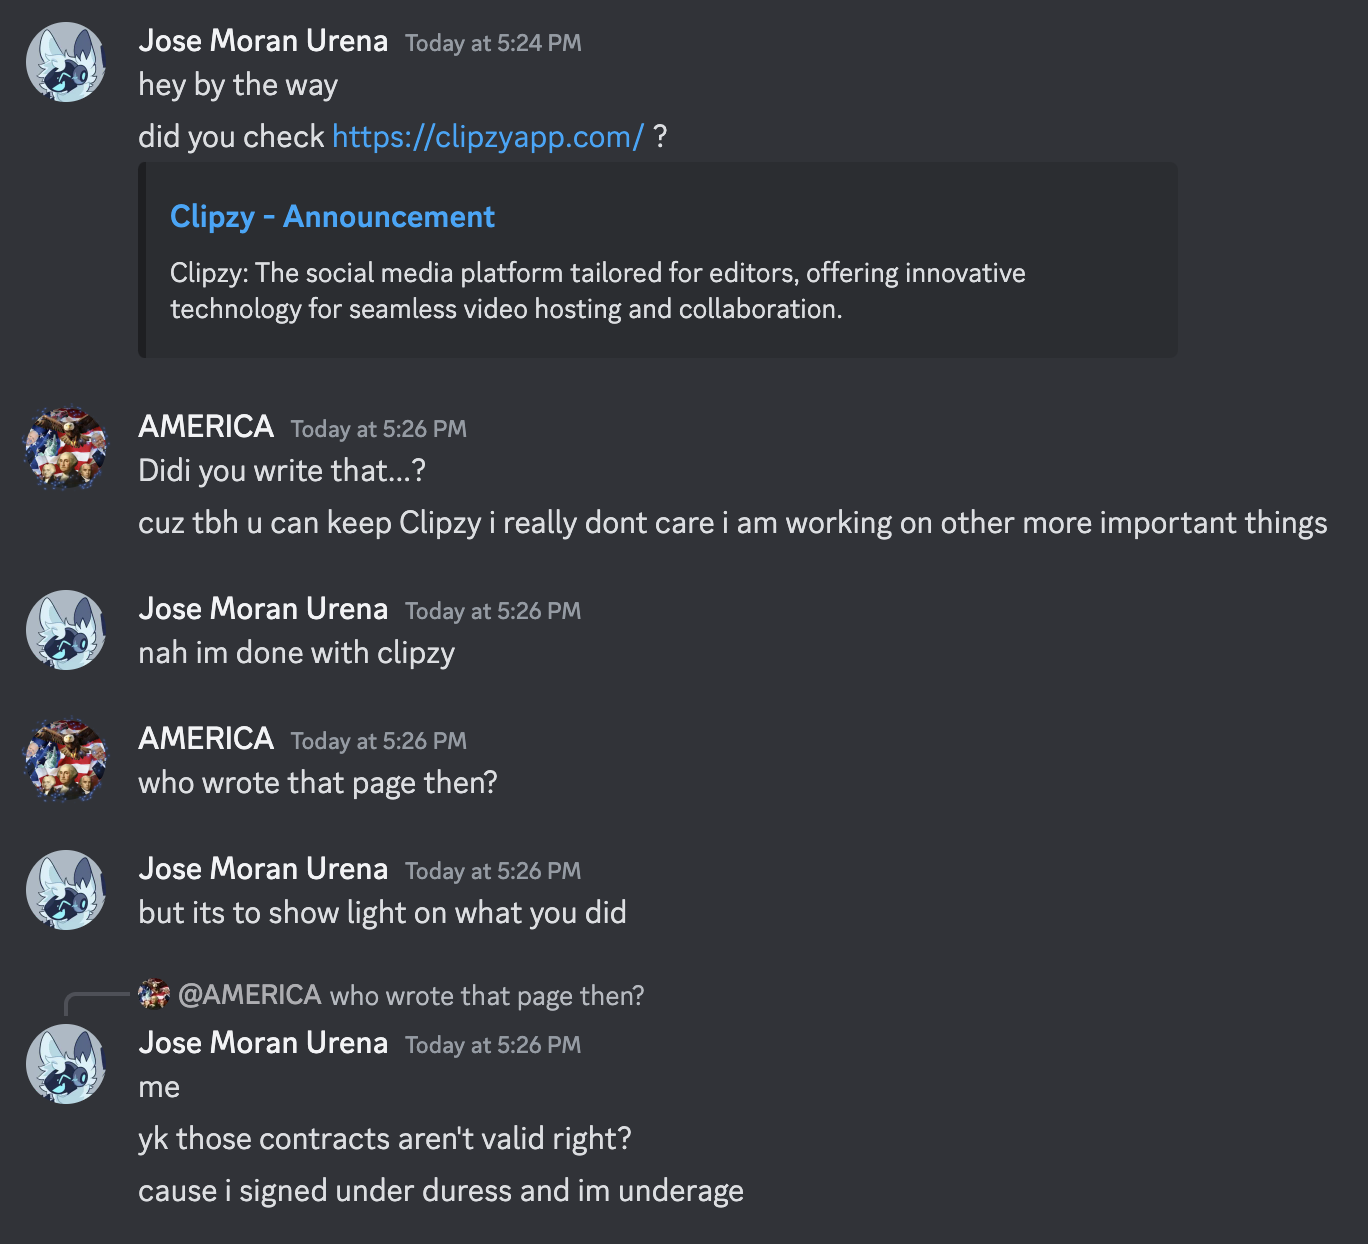 Jose Moran Urena Today at 5:24 PM
hey by the way
did you check https://clipzyapp.com/ ?
Clipzy - Announcement
Clipzy: The social media platform tailored for editors, offering innovative
technology for seamless video hosting and collaboration.
AMERICA Today at 5:26 PM
Didi you write that...?
cuz tbh u can keep Clipzy i really dont care i am working on other more important things
Jose Moran Urena Today at 5:26 PM
nah im done with clipzy
AMERICA Today at 5:26 PM
who wrote that page then?
Jose Moran Urena Today at 5:26 PM
but its to show light on what you did
@AMERICA who wrote that page then?
Jose Moran Urena Today at 5:26 PM
me
yk those contracts aren't valid right?
cause i signed under duress and im underage